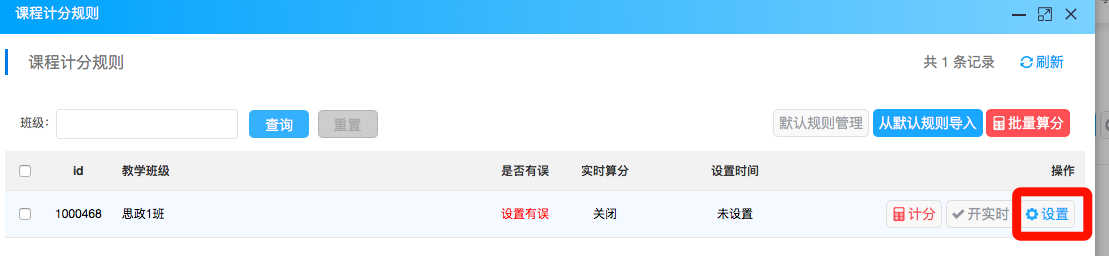 课程计分规则
课程计分规则
共 1 条记录 刷新
班级： 查询 重置 默认规则管理 从默认规则导入 批量算分
id 教学班级 是否有误 实时算分 设置时间 操作
1000468 思政1班 设置有误 关闭 未设置 计分 开实时 设置